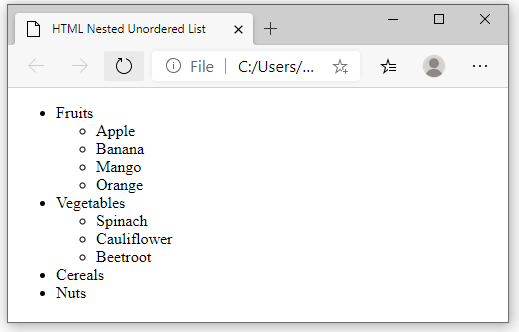 HTML Nested Unordered List
File | C:/Users/...
Fruits
Apple
Banana
Mango
Orange
Vegetables
Spinach
Cauliflower
Beetroot
Cereals
Nuts